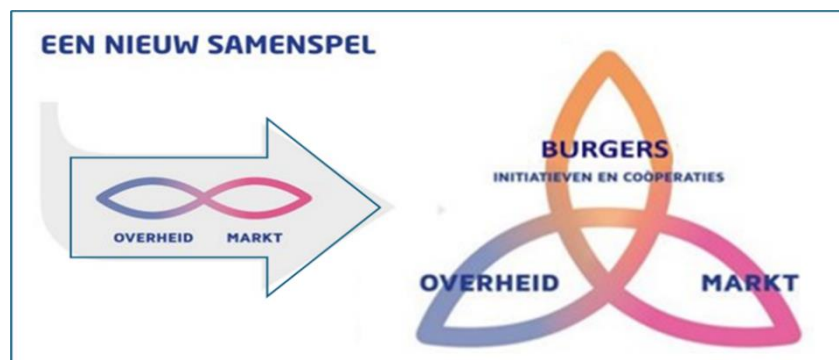 EEN NIEUW SAMENSPEL
OVERHEID MARKT
BURGERS
INITIATIEVEN EN COÖPERATIES
OVERHEID MARKT